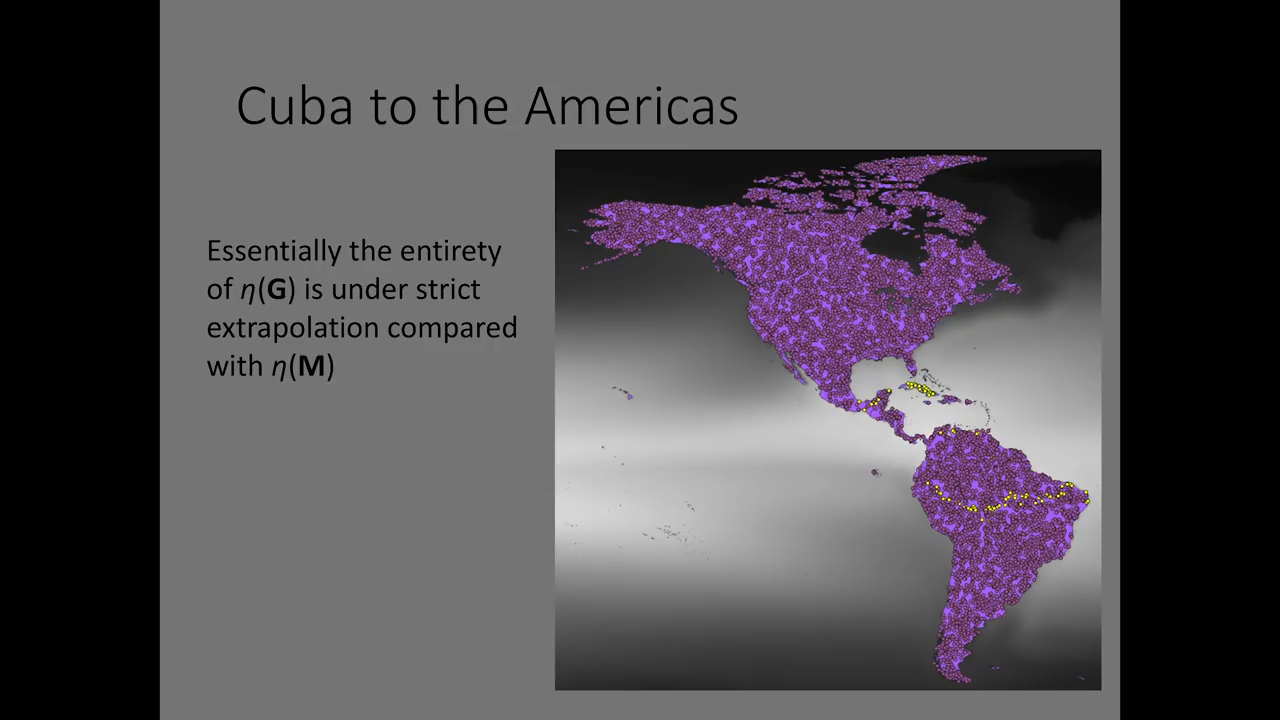 Cuba to the Americas
Essentially the entirety
of η(G) is under strict
extrapolation compared
with η(M)